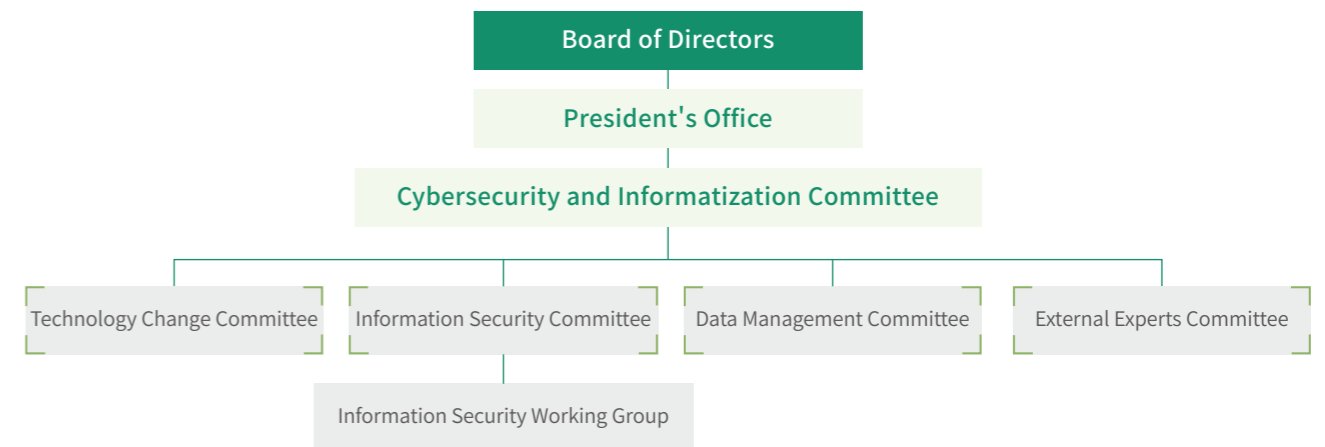 Board of Directors
President's Office
Cybersecurity and Informatization Committee
Technology Change Committee
Information Security Committee
Data Management Committee
External Experts Committee
Information Security Working Group